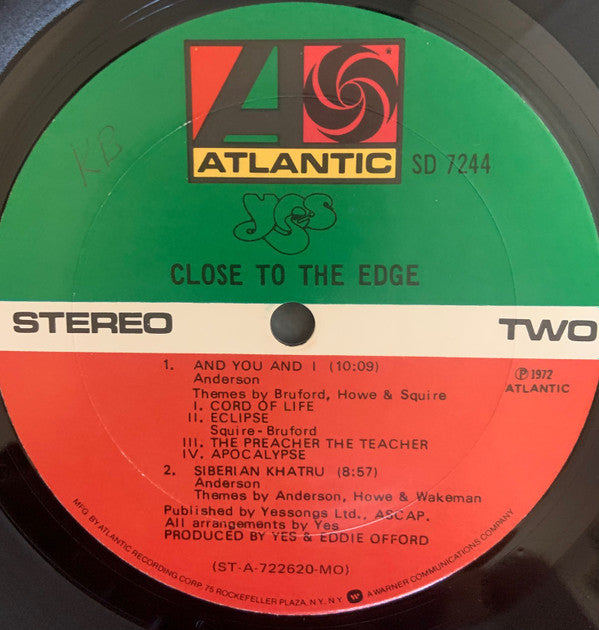 ATLANTIC
SD 7244
KB
yes
CLOSE TO THE EDGE
STEREO
TWO
1. AND YOU AND I (10:09)
Anderson
Themes by Bruford, Howe & Squire
I. CORD OF LIFE
II. ECLIPSE
Squire-Bruford
III. THE PREACHER THE TEACHER
IV. APOCALYPSE
2. SIBERIAN KHATRU (8:57)
Anderson
Themes by Anderson, Howe & Wakeman
Published by Yessongs Ltd., ASCAP.
All arrangements by Yes
PRODUCED BY YES & EDDIE OFFORD
(ST-A-722620-MO)
℗ 1972
ATLANTIC
MFG. BY ATLANTIC RECORDING CORP. 75 ROCKEFELLER PLAZA, N.Y., N.Y. A WARNER COMMUNICATIONS COMPANY